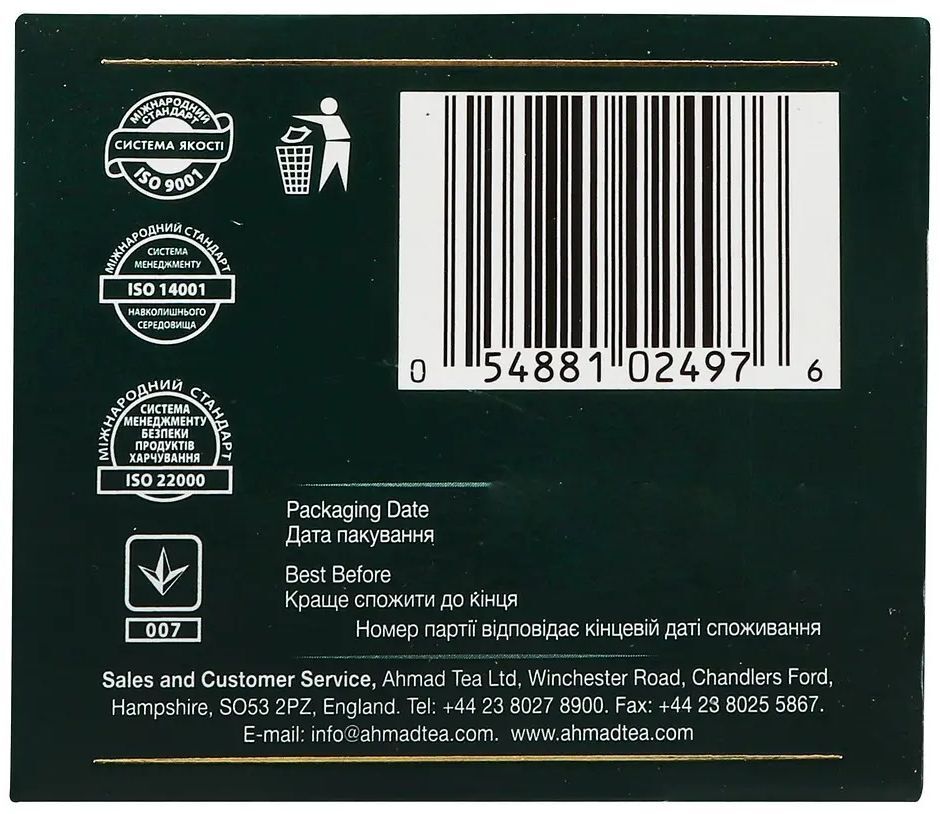 МІЖНАРОДНИЙ
СТАНДАРТ
СИСТЕМА ЯКОСТІ
ISO 9001
МІЖНАРОДНИЙ СТАНДАРТ
СИСТЕМА
МЕНЕДЖМЕНТУ
ISO 14001
НАВКОЛИШНЬОГО
СЕРЕДОВИЩА
МІЖНАРОДНИЙ СТАНДАРТ
СИСТЕМА
МЕНЕДЖМЕНТУ
БЕЗПЕКИ
ПРОДУКТІВ
ХАРЧУВАННЯ
ISO 22000
007
0 54881 02497 6
Packaging Date
Дата пакування
Best Before
Краще спожити до кінця
Номер партії відповідає кінцевій даті споживання
Sales and Customer Service, Ahmad Tea Ltd, Winchester Road, Chandlers Ford,
Hampshire, SO53 2PZ, England. Tel: +44 23 8027 8900. Fax: +44 23 8025 5867.
E-mail: info@ahmadtea.com. www.ahmadtea.com